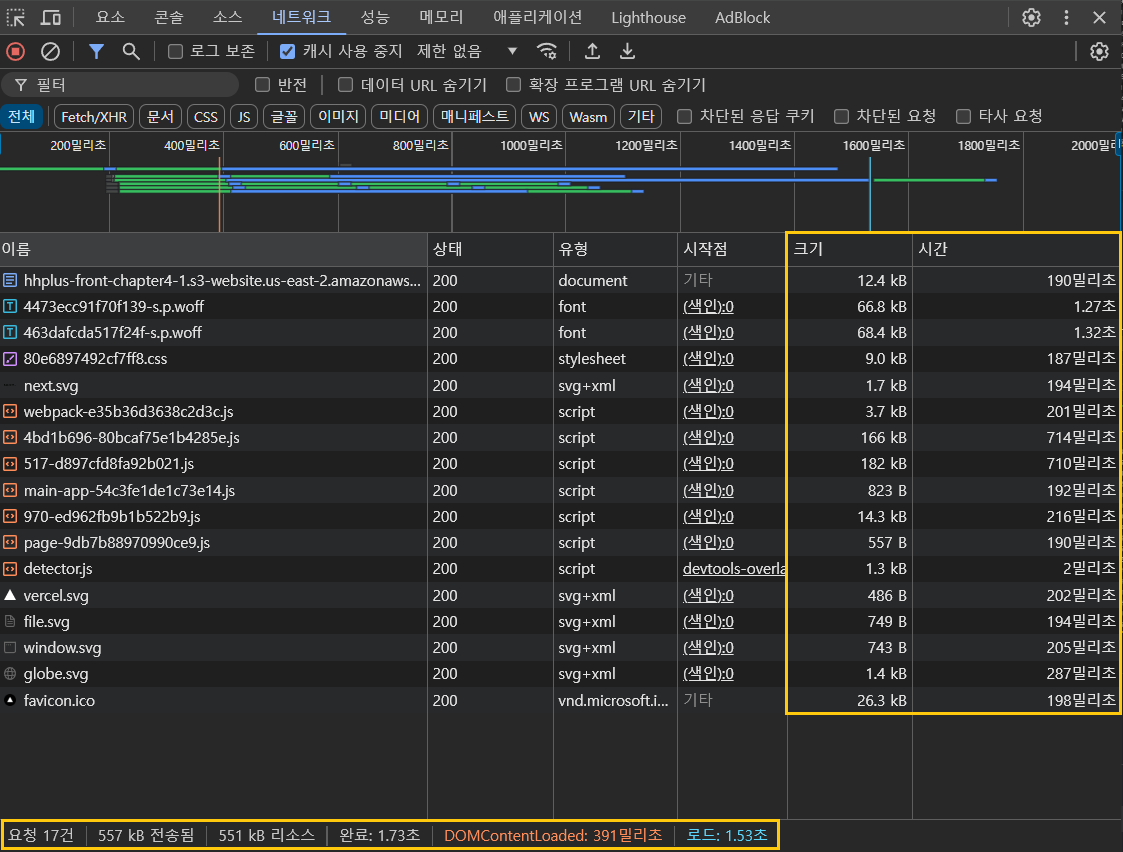 요소 콘솔 소스 네트워크 성능 메모리 애플리케이션 Lighthouse AdBlock
로그 보존 캐시 사용 중지 제한 없음
필터 반전 데이터 URL 숨기기 확장 프로그램 URL 숨기기
전체 Fetch/XHR 문서 CSS JS 글꼴 이미지 미디어 매니페스트 WS Wasm 기타 차단된 응답 쿠키 차단된 요청 타사 요청
200밀리초 400밀리초 600밀리초 800밀리초 1000밀리초 1200밀리초 1400밀리초 1600밀리초 1800밀리초 2000밀리
이름 상태 유형 시작점 크기 시간
hhplus-front-chapter4-1.s3-website.us-east-2.amazonaws... 200 document 기타 12.4 kB 190밀리초
4473ecc91f70f139-s.p.woff 200 font (색인):0 66.8 kB 1.27초
463dafcda517f24f-s.p.woff 200 font (색인):0 68.4 kB 1.32초
80e6897492cf7ff8.css 200 stylesheet (색인):0 9.0 kB 187밀리초
next.svg 200 svg+xml (색인):0 1.7 kB 194밀리초
webpack-e35b36d3638c2d3c.js 200 script (색인):0 3.7 kB 201밀리초
4bd1b696-80bcaf75e1b4285e.js 200 script (색인):0 166 kB 714밀리초
517-d897cfd8fa92b021.js 200 script (색인):0 182 kB 710밀리초
main-app-54c3fe1de1c73e14.js 200 script (색인):0 823 B 192밀리초
970-ed962fb9b1b522b9.js 200 script (색인):0 14.3 kB 216밀리초
page-9db7b88970990ce9.js 200 script (색인):0 557 B 190밀리초
detector.js 200 script devtools-overla 1.3 kB 2밀리초
vercel.svg 200 svg+xml (색인):0 486 B 202밀리초
file.svg 200 svg+xml (색인):0 749 B 194밀리초
window.svg 200 svg+xml (색인):0 743 B 205밀리초
globe.svg 200 svg+xml (색인):0 1.4 kB 287밀리초
favicon.ico 200 vnd.microsoft.i... 기타 26.3 kB 198밀리초
요청 17건 557 kB 전송됨 551 kB 리소스 완료: 1.73초 DOMContentLoaded: 391밀리초 로드: 1.53초